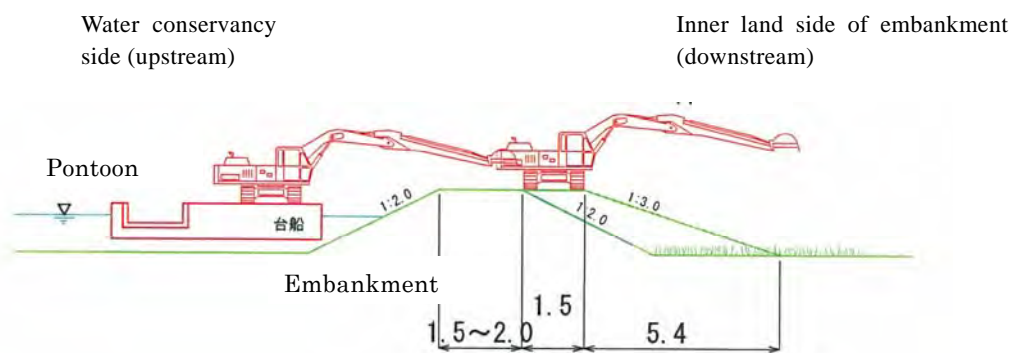 Water conservancy
side (upstream)
Inner land side of embankment
(downstream)
Pontoon
台船
1:2.0
1:2.0
1:3.0
Embankment
1.5
1.5～2.0
5.4